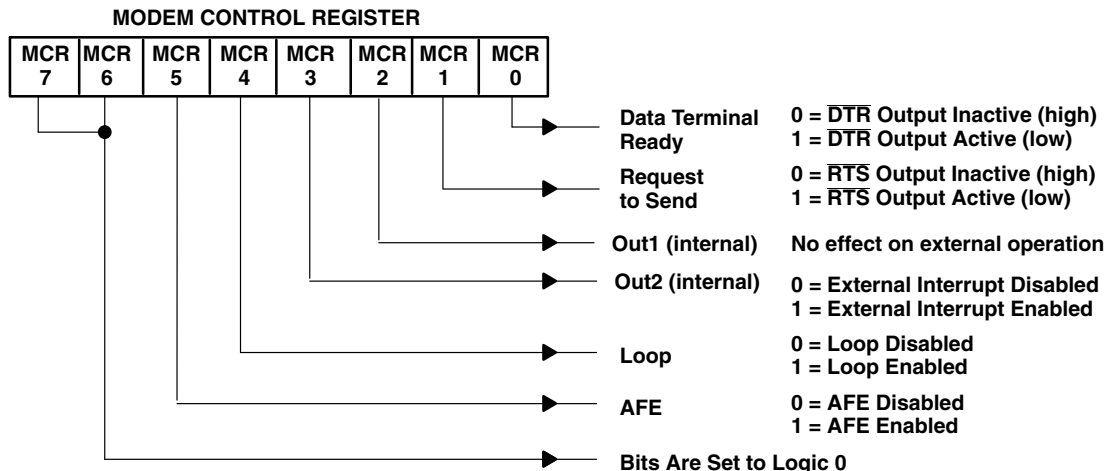 MODEM CONTROL REGISTER
MCR 7 MCR 6 MCR 5 MCR 4 MCR 3 MCR 2 MCR 1 MCR 0
Data Terminal Ready
0 = D̅T̅R̅ Output Inactive (high)
1 = D̅T̅R̅ Output Active (low)
Request to Send
0 = R̅T̅S̅ Output Inactive (high)
1 = R̅T̅S̅ Output Active (low)
Out1 (internal)
No effect on external operation
Out2 (internal)
0 = External Interrupt Disabled
1 = External Interrupt Enabled
Loop
0 = Loop Disabled
1 = Loop Enabled
AFE
0 = AFE Disabled
1 = AFE Enabled
Bits Are Set to Logic 0